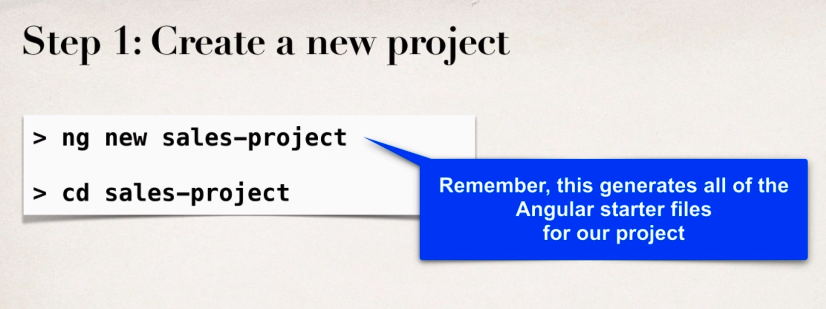 Step 1: Create a new project
> ng new sales-project
> cd sales-project
Remember, this generates all of the
Angular starter files
for our project